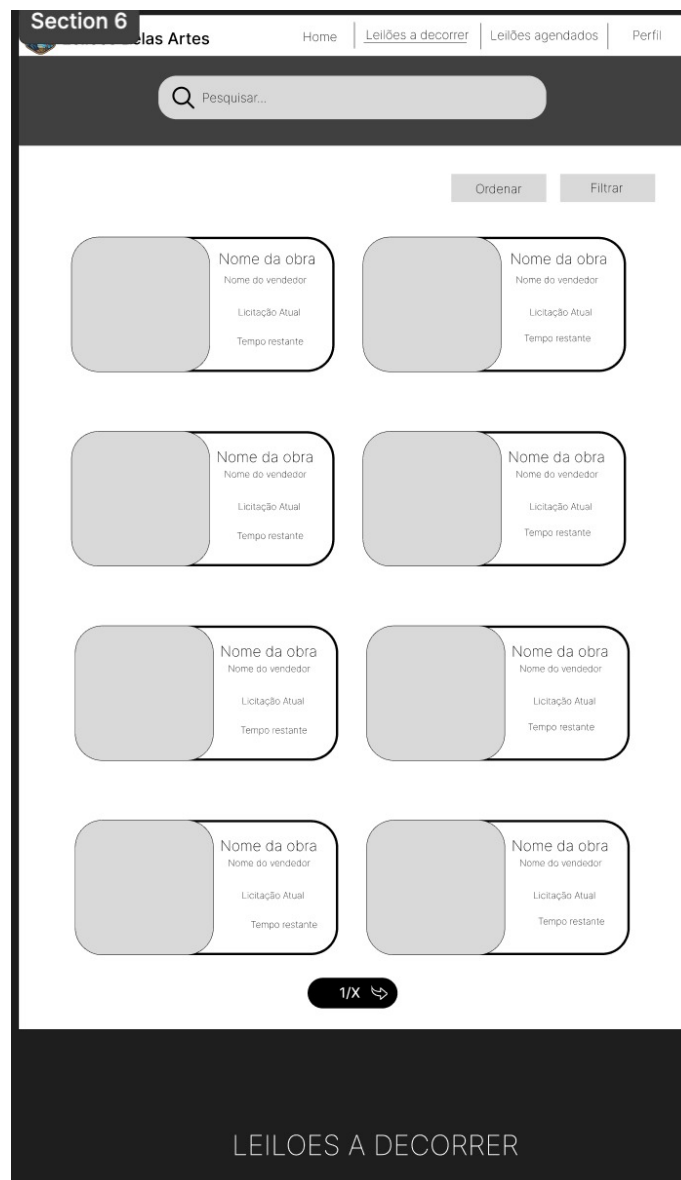 Section 6
elas Artes
Home
Leilões a decorrer
Leilões agendados
Perfil
Pesquisar...
Ordenar
Filtrar
Nome da obra
Nome do vendedor
Licitação Atual
Tempo restante
Nome da obra
Nome do vendedor
Licitação Atual
Tempo restante
Nome da obra
Nome do vendedor
Licitação Atual
Tempo restante
Nome da obra
Nome do vendedor
Licitação Atual
Tempo restante
Nome da obra
Nome do vendedor
Licitação Atual
Tempo restante
Nome da obra
Nome do vendedor
Licitação Atual
Tempo restante
Nome da obra
Nome do vendedor
Licitação Atual
Tempo restante
Nome da obra
Nome do vendedor
Licitação Atual
Tempo restante
1/X
LEILOES A DECORRER